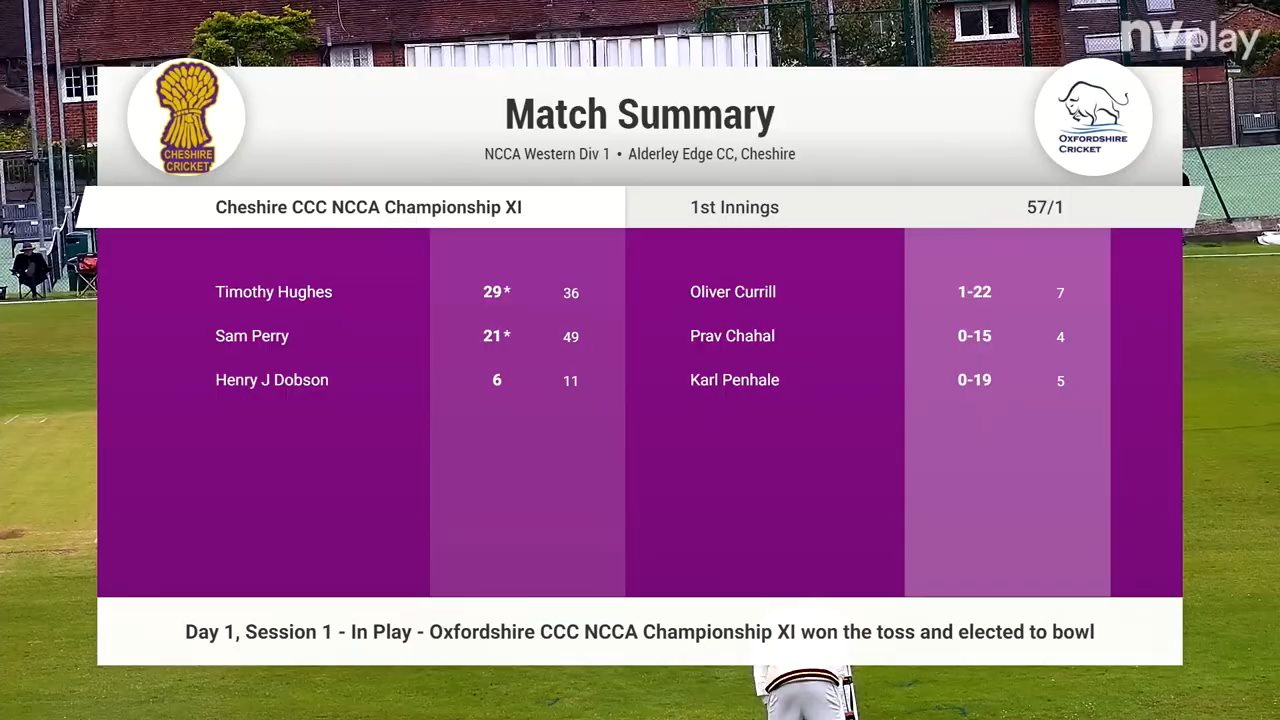 nvplay
CHESHIRE
CRICKET
Match Summary
NCCA Western Div 1 • Alderley Edge CC, Cheshire
OXFORDSHIRE
CRICKET
Cheshire CCC NCCA Championship XI 1st Innings 57/1
Timothy Hughes 29* 36 Oliver Currill 1-22 7
Sam Perry 21* 49 Prav Chahal 0-15 4
Henry J Dobson 6 11 Karl Penhale 0-19 5
Day 1, Session 1 - In Play - Oxfordshire CCC NCCA Championship XI won the toss and elected to bowl